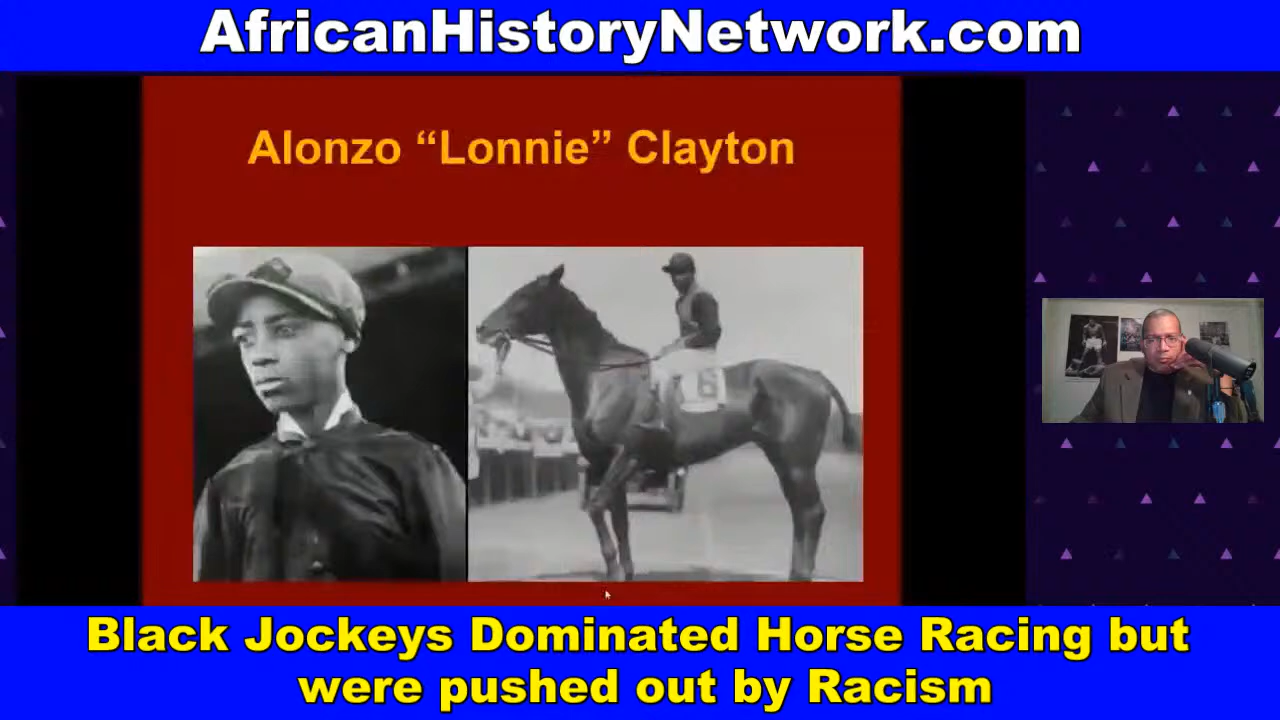 AfricanHistoryNetwork.com
Alonzo “Lonnie” Clayton
6
Black Jockeys Dominated Horse Racing but
were pushed out by Racism